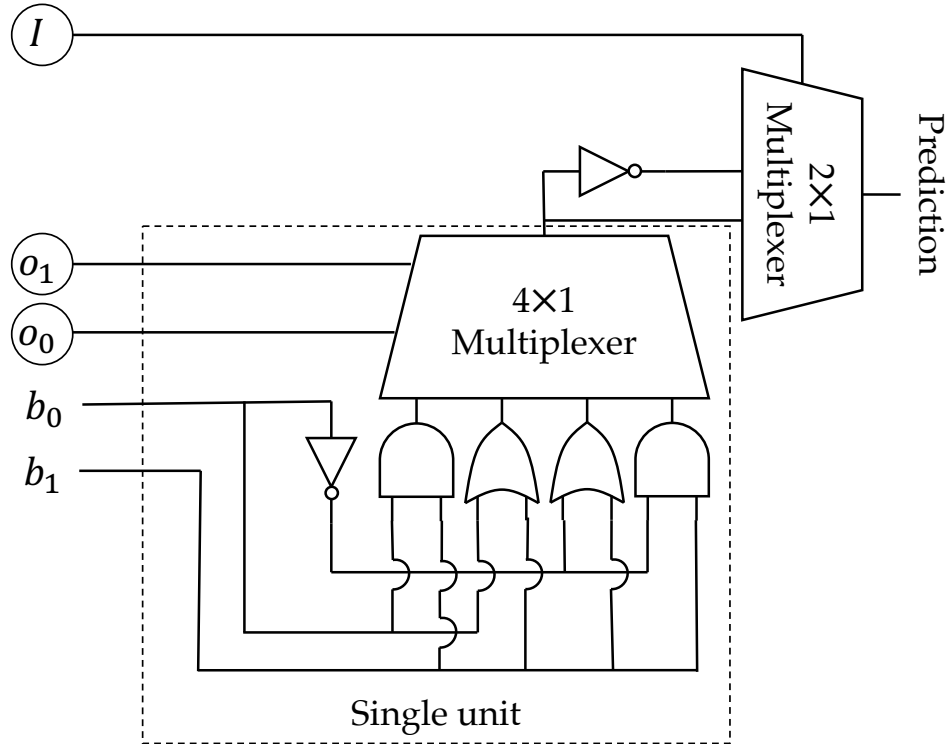 I
2×1
Multiplexer
Prediction
o₁
4×1
Multiplexer
o₀
b₀
b₁
Single unit